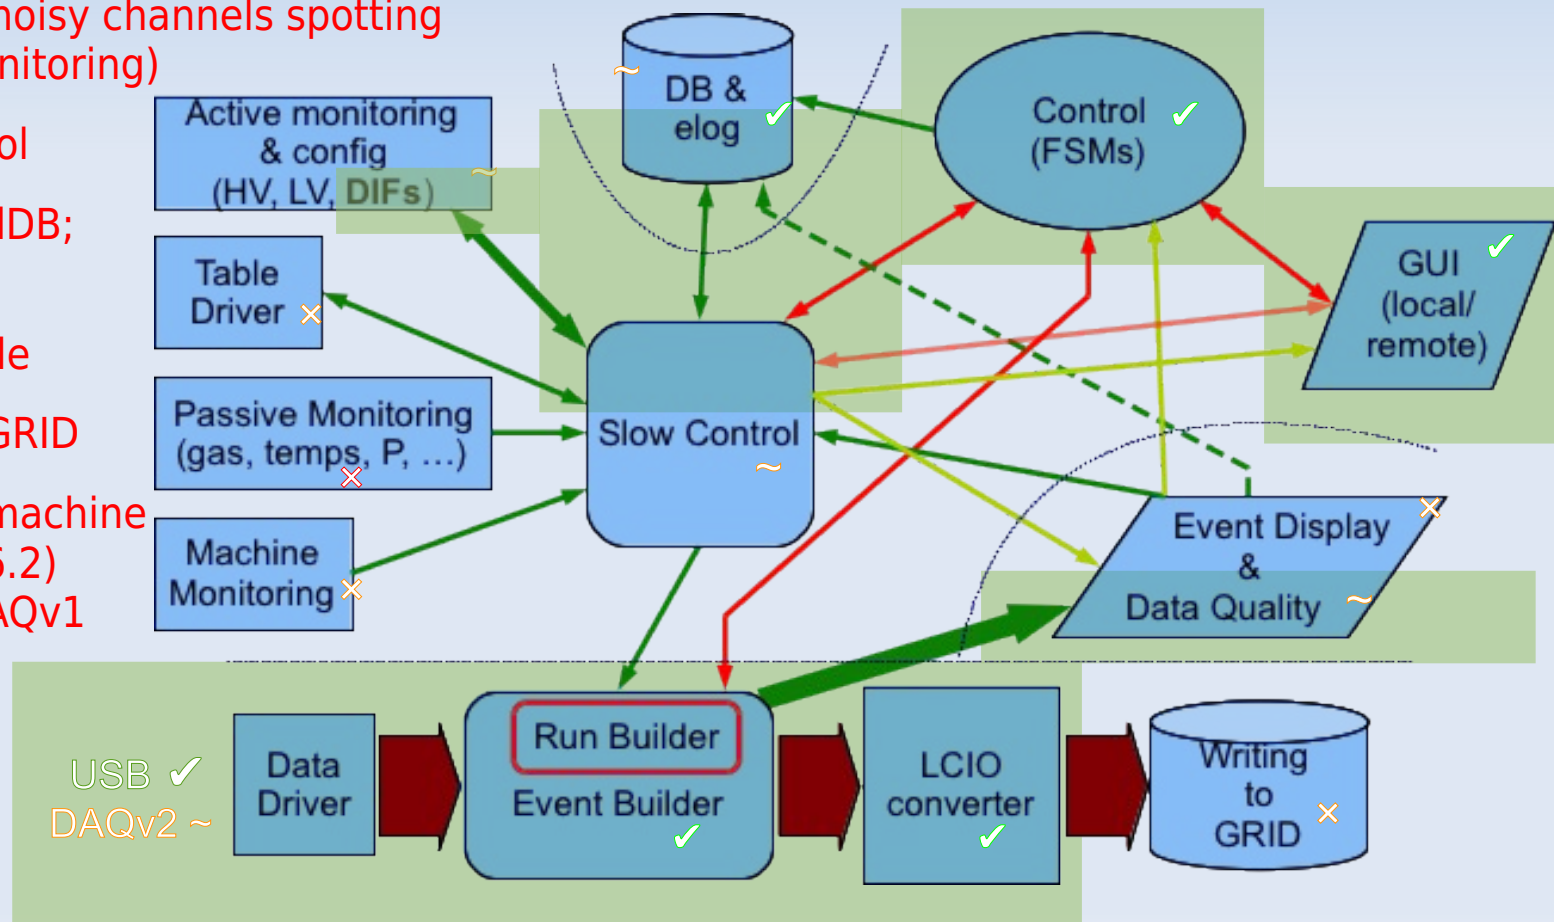 noisy channels spotting
nitoring)
ol
DB;
le
GRID
machine
.2)
AQv1
DB &
elog
Control
(FSMs)
Active monitoring
& config
(HV, LV, DIFs)
Table
Driver
GUI
(local/
remote)
Passive Monitoring
(gas, temps, P, ...)
Slow Control
Machine
Monitoring
Event Display
&
Data Quality
USB ✓
DAQv2 ~
Data
Driver
Run Builder
Event Builder
LCIO
converter
Writing
to
GRID